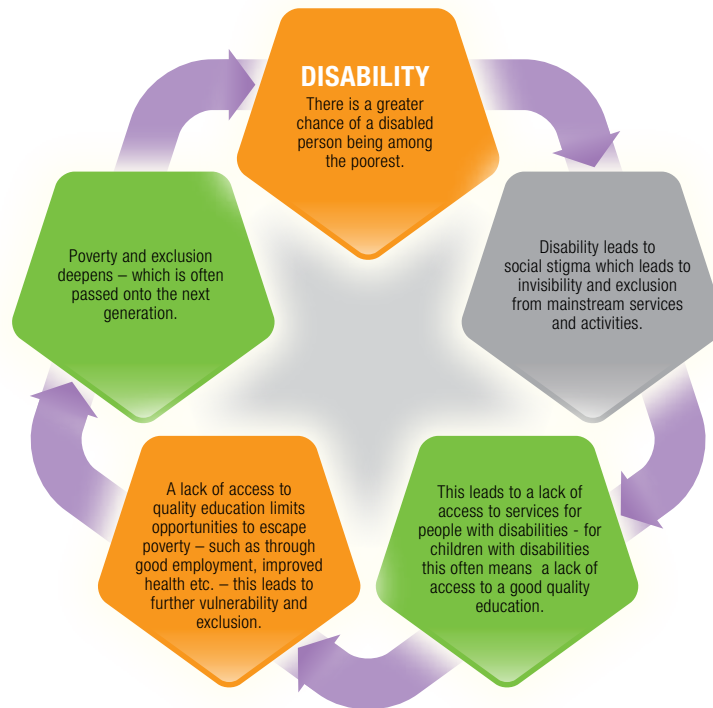 DISABILITY
There is a greater
chance of a disabled
person being among
the poorest.
Disability leads to
social stigma which leads to
invisibility and exclusion
from mainstream services
and activities.
This leads to a lack of
access to services for
people with disabilities - for
children with disabilities
this often means  a lack of
access to a good quality
education.
A lack of access to
quality education limits
opportunities to escape
poverty – such as through
good employment, improved
health etc. – this leads to
further vulnerability and
exclusion.
Poverty and exclusion
deepens – which is often
passed onto the next
generation.